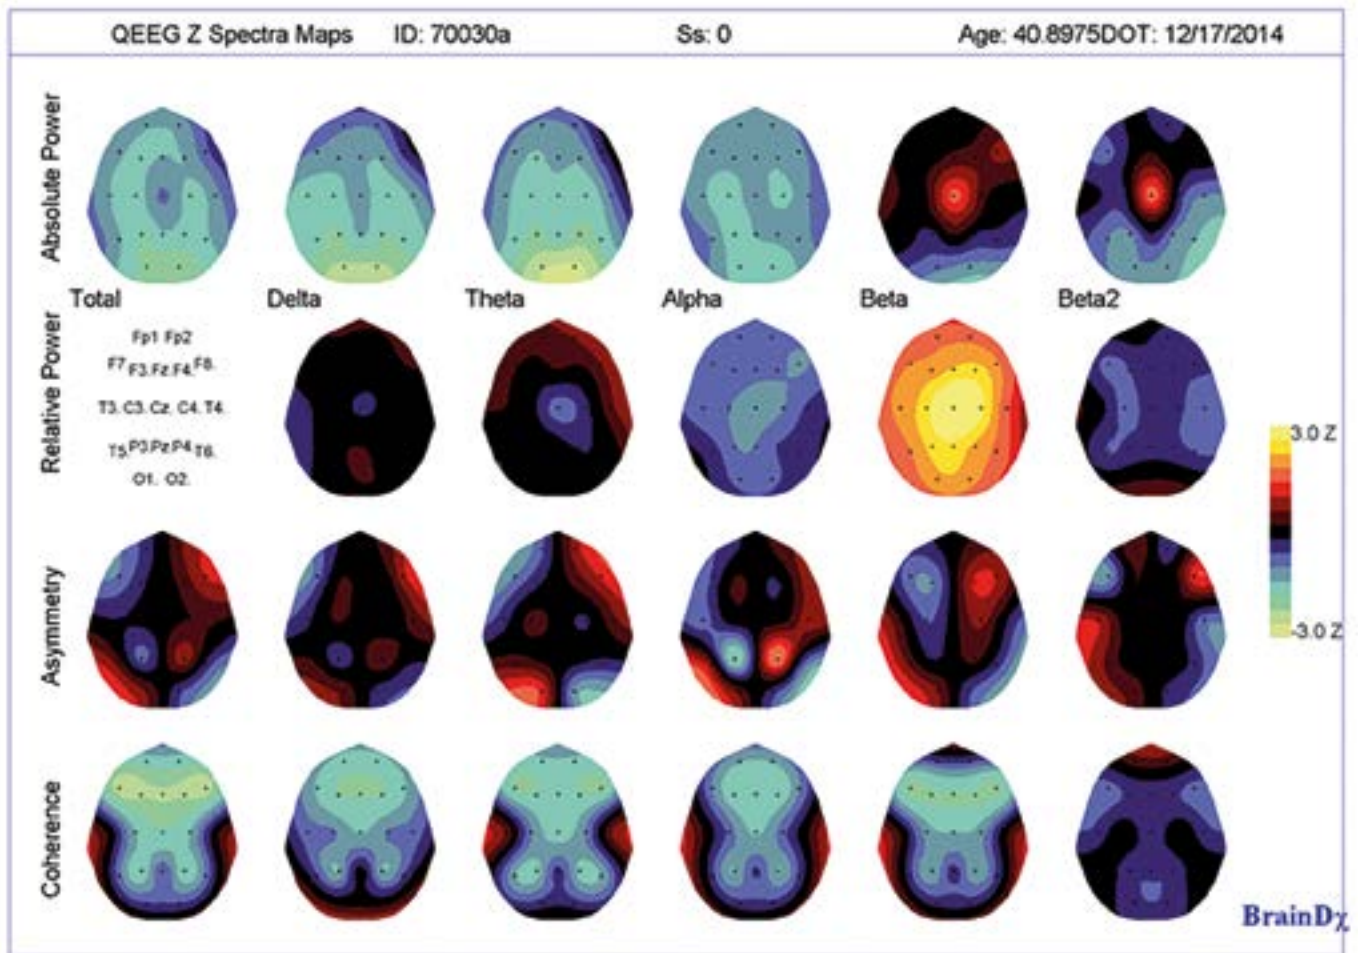 QEEG Z Spectra Maps ID: 70030a Ss: 0 Age: 40.8975DOT: 12/17/2014
Absolute Power
Total Delta Theta Alpha Beta Beta2
Relative Power
Fp1 Fp2
F7 F3. Fz. F4. F8.
T3. C3. Cz. C4. T4.
T5 P3. Pz. P4. T6.
O1. O2.
3.0 Z
-3.0 Z
Asymmetry
Coherence
BrainDχ